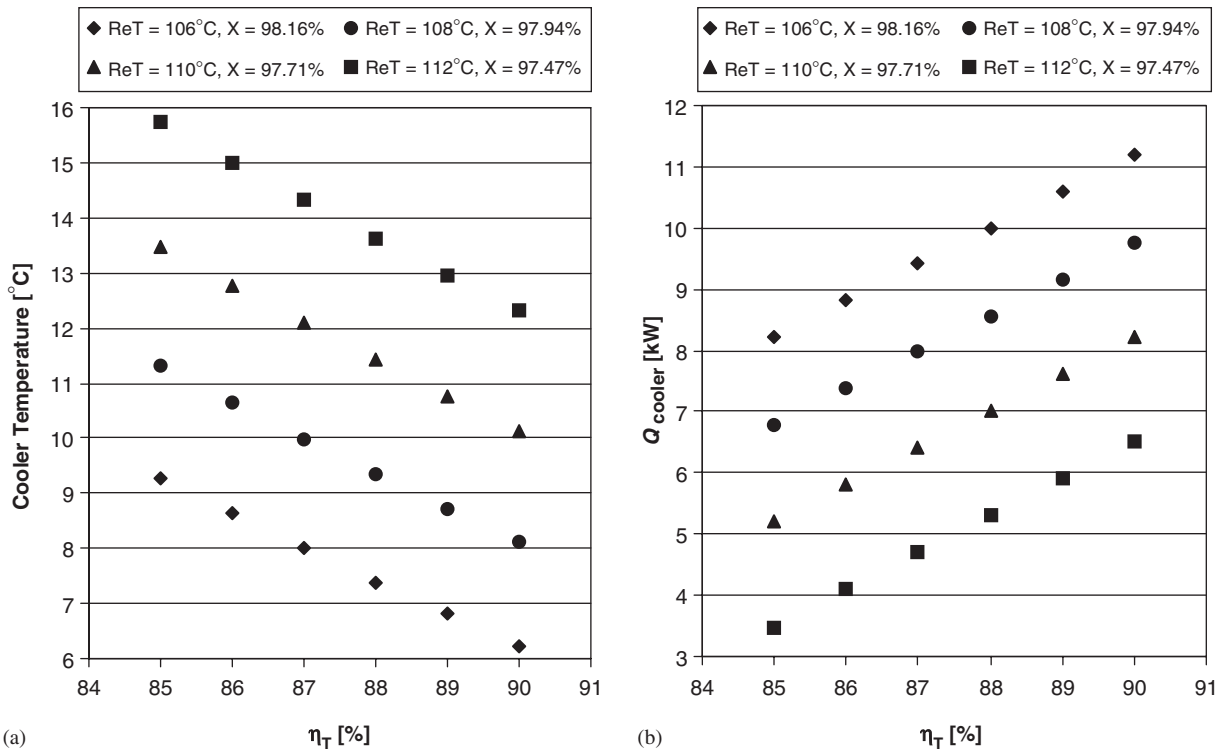 ReT = 106°C, X = 98.16% ReT = 108°C, X = 97.94%
ReT = 110°C, X = 97.71% ReT = 112°C, X = 97.47%
16
15
14
13
12
11
10
9
8
7
6
Cooler Temperature [°C]
84 85 86 87 88 89 90 91
(a)
ηT [%]
ReT = 106°C, X = 98.16% ReT = 108°C, X = 97.94%
ReT = 110°C, X = 97.71% ReT = 112°C, X = 97.47%
12
11
10
9
8
7
6
5
4
3
Q cooler [kW]
84 85 86 87 88 89 90 91
(b)
ηT [%]